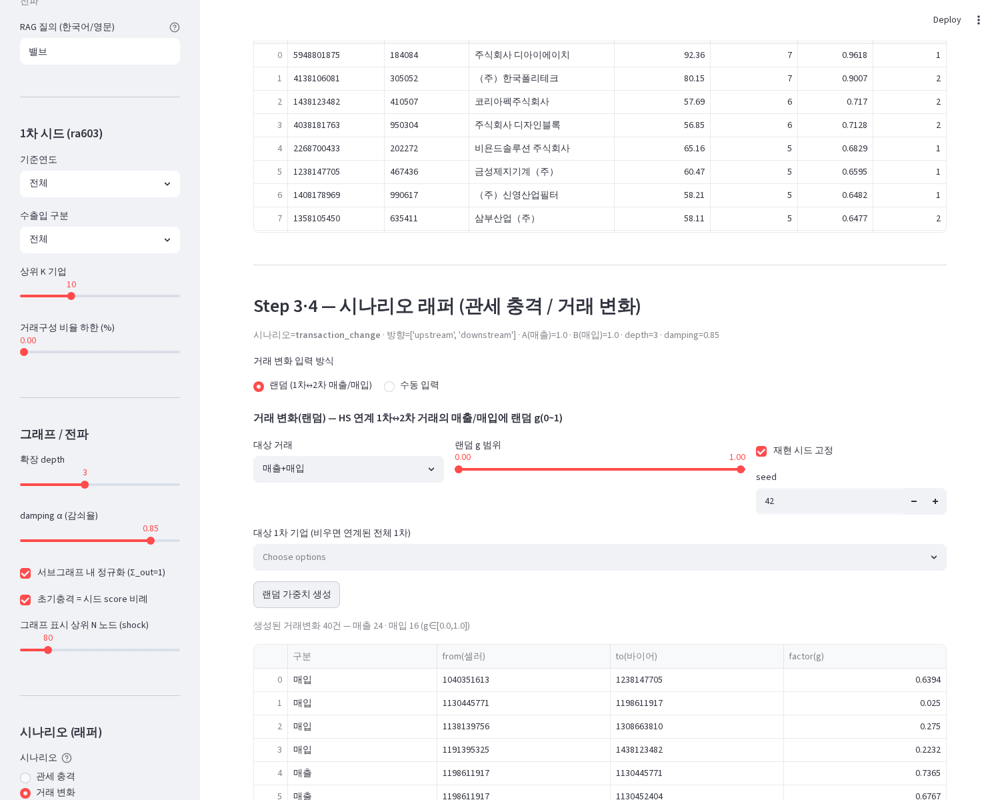 전파
RAG 질의 (한국어/영문)
밸브
1차 시드 (ra603)
기준연도
전체
수출입 구분
전체
상위 K 기업
10
거래구성 비율 하한 (%)
0.00
그래프 / 전파
확장 depth
3
damping α (감쇠율)
0.85
서브그래프 내 정규화 (Σ_out=1)
초기충격 = 시드 score 비례
그래프 표시 상위 N 노드 (shock)
80
시나리오 (래퍼)
시나리오
관세 충격
거래 변화
Deploy
0 5948801875 184084 주식회사 디아이에이치 92.36 7 0.9618 1
1 4138106081 305052 （주）한국폴리테크 80.15 7 0.9007 2
2 1438123482 410507 코리아펙주식회사 57.69 6 0.717 2
3 4038181763 950304 주식회사 디자인블록 56.85 6 0.7128 2
4 2268700433 202272 비욘드솔루션 주식회사 65.16 5 0.6829 1
5 1238147705 467436 금성제지기계（주） 60.47 5 0.6595 1
6 1408178969 990617 （주）신영산업필터 58.21 5 0.6482 1
7 1358105450 635411 삼부산업（주） 58.11 5 0.6477 2
Step 3·4 — 시나리오 래퍼 (관세 충격 / 거래 변화)
시나리오=transaction_change · 방향=['upstream', 'downstream'] · A(매출)=1.0 · B(매입)=1.0 · depth=3 · damping=0.85
거래 변화 입력 방식
랜덤 (1차↔2차 매출/매입) 수동 입력
거래 변화(랜덤) — HS 연계 1차↔2차 거래의 매출/매입에 랜덤 g(0~1)
대상 거래
매출+매입
랜덤 g 범위
0.00 1.00
재현 시드 고정
seed
42
대상 1차 기업 (비우면 연계된 전체 1차)
Choose options
랜덤 가중치 생성
생성된 거래변화 40건 — 매출 24 · 매입 16 (g∈[0.0,1.0])
구분 from(셀러) to(바이어) factor(g)
0 매입 1040351613 1238147705 0.6394
1 매입 1130445771 1198611917 0.025
2 매입 1138139756 1308663810 0.275
3 매입 1191395325 1438123482 0.2232
4 매출 1198611917 1130445771 0.7365
5 매출 1198611917 1130452404 0.6767